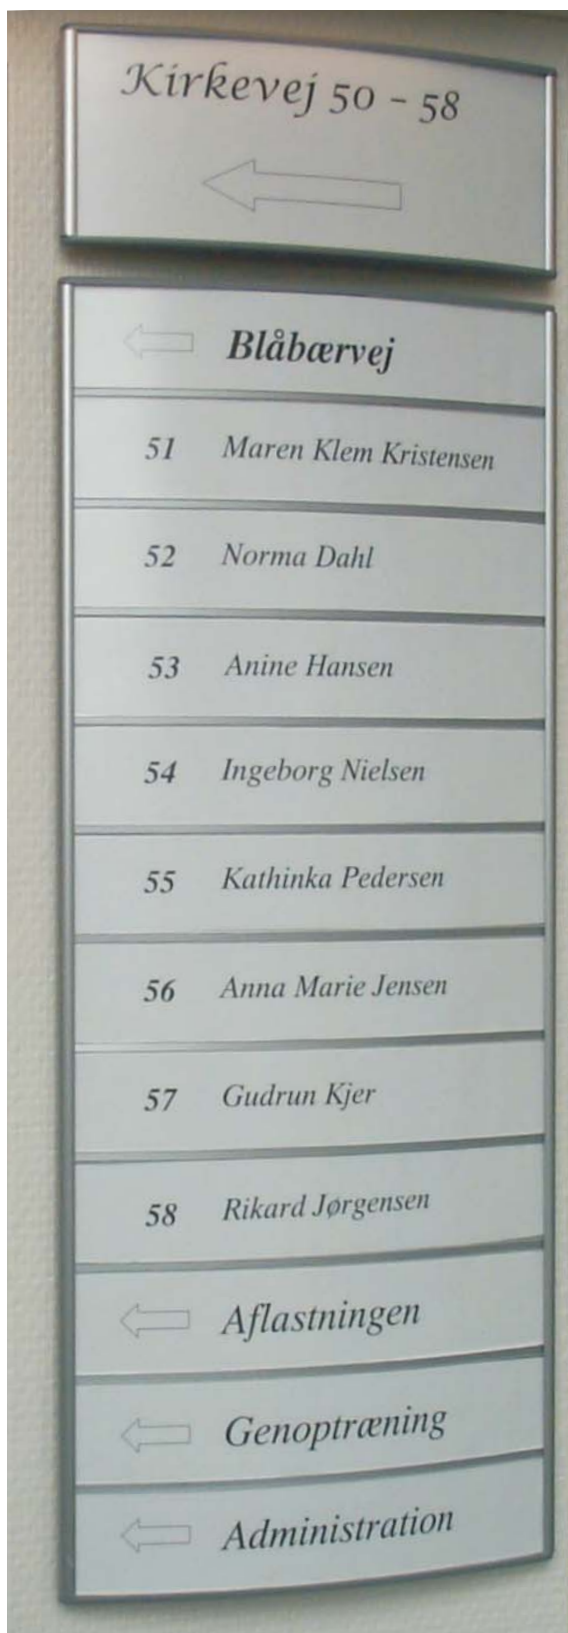 Kirkevej 50 - 58
Blåbærvej
51 Maren Klem Kristensen
52 Norma Dahl
53 Anine Hansen
54 Ingeborg Nielsen
55 Kathinka Pedersen
56 Anna Marie Jensen
57 Gudrun Kjer
58 Rikard Jørgensen
Aflastningen
Genoptræning
Administration